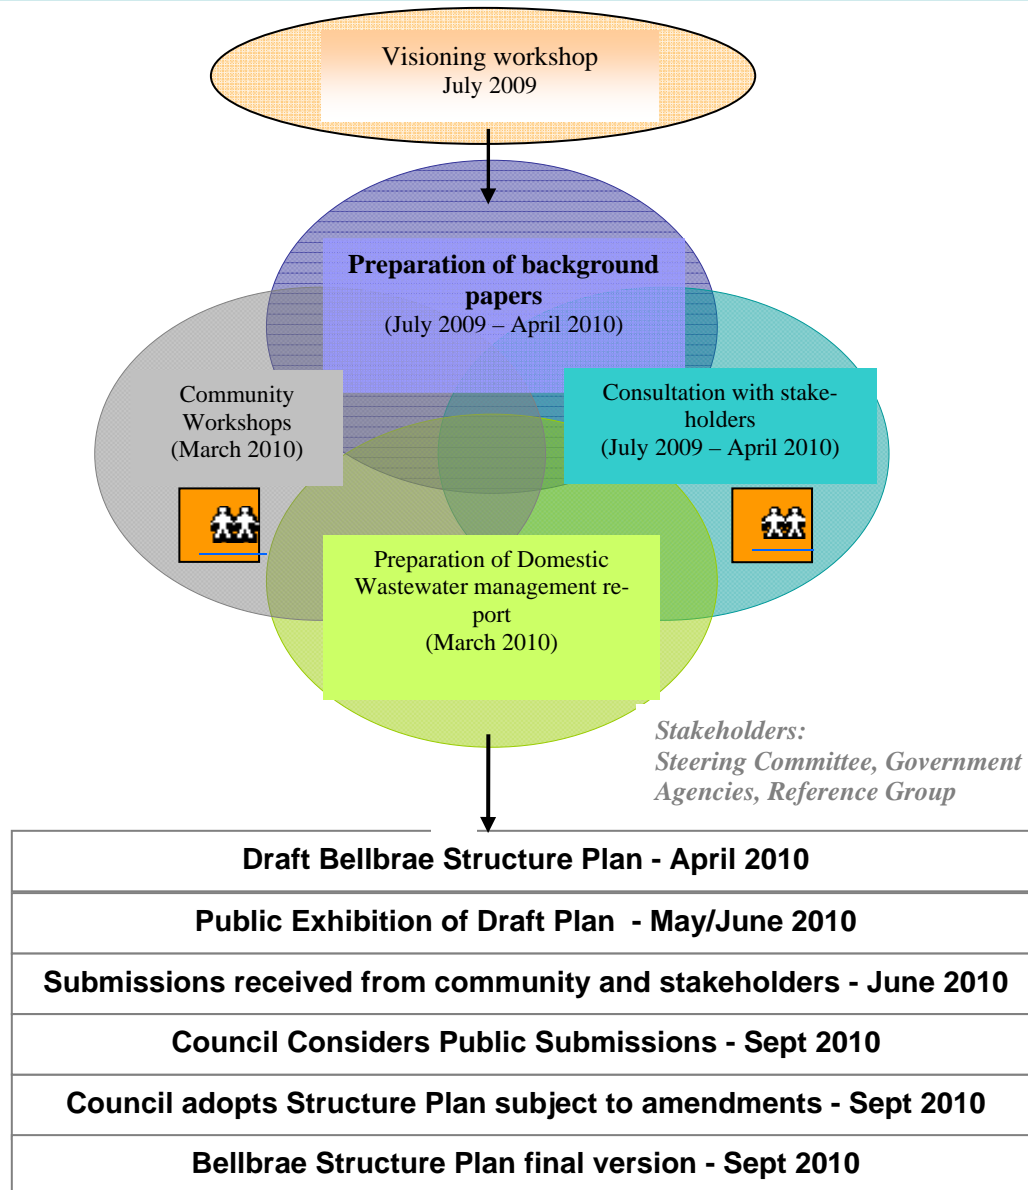 Visioning workshop
July 2009
Preparation of background
papers
(July 2009 – April 2010)
Community
Workshops
(March 2010)
Consultation with stake-
holders
(July 2009 – April 2010)
Preparation of Domestic
Wastewater management re-
port
(March 2010)
Stakeholders:
Steering Committee, Government
Agencies, Reference Group
Draft Bellbrae Structure Plan - April 2010
Public Exhibition of Draft Plan - May/June 2010
Submissions received from community and stakeholders - June 2010
Council Considers Public Submissions - Sept 2010
Council adopts Structure Plan subject to amendments - Sept 2010
Bellbrae Structure Plan final version - Sept 2010